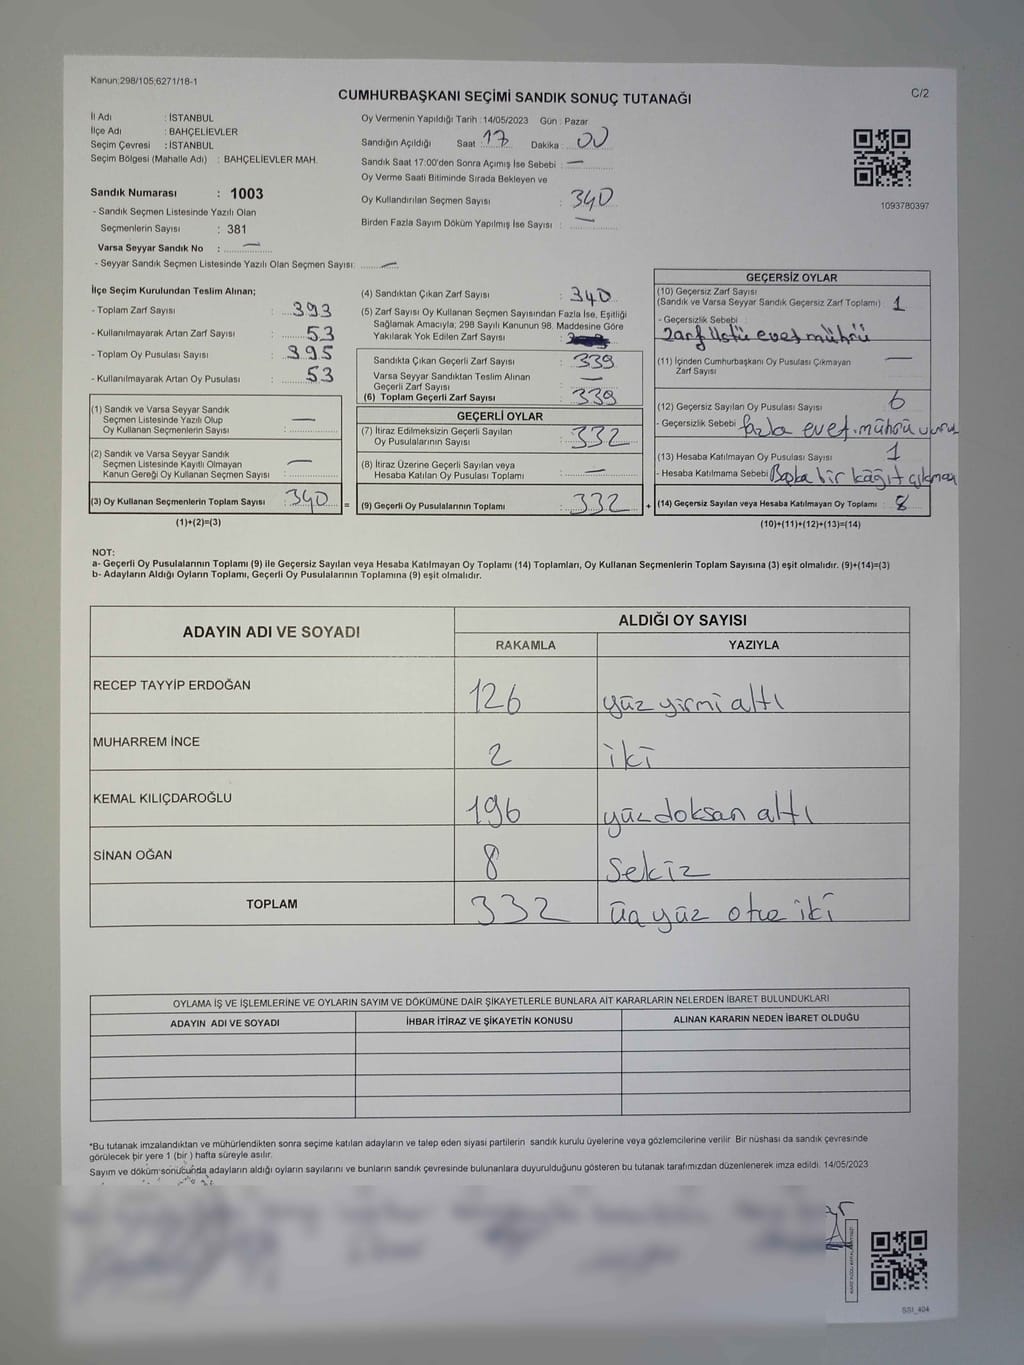 Kanun;298/105;6271/18-1
C/2
CUMHURBAŞKANI SEÇİMİ SANDIK SONUÇ TUTANAĞI
İl Adı : İSTANBUL
İlçe Adı : BAHÇELİEVLER
Seçim Çevresi : İSTANBUL
Seçim Bölgesi (Mahalle Adı) : BAHÇELİEVLER MAH.
Sandık Numarası : 1003
- Sandık Seçmen Listesinde Yazılı Olan
Seçmenlerin Sayısı : 381
Varsa Seyyar Sandık No : —
- Seyyar Sandık Seçmen Listesinde Yazılı Olan Seçmen Sayısı: —
Oy Vermenin Yapıldığı Tarih : 14/05/2023 Gün : Pazar
Sandığın Açıldığı Saat : 17 Dakika : 00
Sandık Saat 17:00'den Sonra Açımış İse Sebebi : —
Oy Verme Saati Bitiminde Sırada Bekleyen ve
Oy Kullandırılan Seçmen Sayısı : 340
Birden Fazla Sayım Döküm Yapılmış İse Sayısı : —
1093780397
İlçe Seçim Kurulundan Teslim Alınan;
- Toplam Zarf Sayısı : 393
- Kullanılmayarak Artan Zarf Sayısı : 53
- Toplam Oy Pusulası Sayısı : 395
- Kullanılmayarak Artan Oy Pusulası : 53
(1) Sandık ve Varsa Seyyar Sandık
Seçmen Listesinde Yazılı Olup
Oy Kullanan Seçmenlerin Sayısı : —
(2) Sandık ve Varsa Seyyar Sandık
Seçmen Listesinde Kayıtlı Olmayan
Kanun Gereği Oy Kullanan Seçmen Sayısı : —
(3) Oy Kullanan Seçmenlerin Toplam Sayısı : 340 =
(1)+(2)=(3)
(4) Sandıktan Çıkan Zarf Sayısı : 340
(5) Zarf Sayısı Oy Kullanan Seçmen Sayısından Fazla İse, Eşitliği
Sağlamak Amacıyla; 298 Sayılı Kanunun 98. Maddesine Göre
Yakılarak Yok Edilen Zarf Sayısı :
Sandıkta Çıkan Geçerli Zarf Sayısı : 339
Varsa Seyyar Sandıktan Teslim Alınan
Geçerli Zarf Sayısı : —
(6) Toplam Geçerli Zarf Sayısı : 339
GEÇERLİ OYLAR
(7) İtiraz Edilmeksizin Geçerli Sayılan
Oy Pusulalarının Sayısı : 332
(8) İtiraz Üzerine Geçerli Sayılan veya
Hesaba Katılan Oy Pusulaları Toplamı : —
(9) Geçerli Oy Pusulalarının Toplamı : 332 +
GEÇERSİZ OYLAR
(10) Geçersiz Zarf Sayısı
(Sandık ve Varsa Seyyar Sandık Geçersiz Zarf Toplamı) : 1
- Geçersizlik Sebebi :
zarf üstü evet mührü
(11) İçinden Cumhurbaşkanı Oy Pusulası Çıkmayan
Zarf Sayısı : —
(12) Geçersiz Sayılan Oy Pusulası Sayısı : 6
- Geçersizlik Sebebi : fazla evet mührü
(13) Hesaba Katılmayan Oy Pusulası Sayısı : 1
- Hesaba Katılmama Sebebi : Başka bir kâğıt
(14) Geçersiz Sayılan veya Hesaba Katılmayan Oy Toplamı : 8
(10)+(11)+(12)+(13)=(14)
NOT:
a- Geçerli Oy Pusulalarının Toplamı (9) ile Geçersiz Sayılan veya Hesaba Katılmayan Oy Toplamı (14) Toplamları, Oy Kullanan Seçmenlerin Toplam Sayısına (3) eşit olmalıdır. (9)+(14)=(3)
b- Adayların Aldığı Oyların Toplamı, Geçerli Oy Pusulalarının Toplamına (9) eşit olmalıdır.
ADAYIN ADI VE SOYADI
ALDIĞI OY SAYISI
RAKAMLA YAZIYLA
RECEP TAYYİP ERDOĞAN 126 yüz yirmi altı
MUHARREM İNCE 2 iki
KEMAL KILIÇDAROĞLU 196 yüz doksan altı
SİNAN OĞAN 8 Sekiz
TOPLAM 332 üç yüz otuz iki
OYLAMA İŞ VE İŞLEMLERİNE VE OYLARIN SAYIM VE DÖKÜMÜNE DAİR ŞİKAYETLERLE BUNLARA AİT KARARLARIN NELERDEN İBARET BULUNDUKLARI
ADAYIN ADI VE SOYADI İHBAR İTİRAZ VE ŞİKAYETİN KONUSU ALINAN KARARIN NEDEN İBARET OLDUĞU
*Bu tutanak imzalandıktan ve mühürlendikten sonra seçime katılan adayların ve talep eden siyasi partilerin sandık kurulu üyelerine veya gözlemcilerine verilir Bir nüshası da sandık çevresinde
görülecek bir yere 1 (bir ) hafta süreyle asılır.
Sayım ve döküm sonucunda adayların aldığı oyların sayılarını ve bunların sandık çevresinde bulunanlara duyurulduğunu gösteren bu tutanak tarafımızdan düzenlenerek imza edildi. 14/05/2023
SSI_404